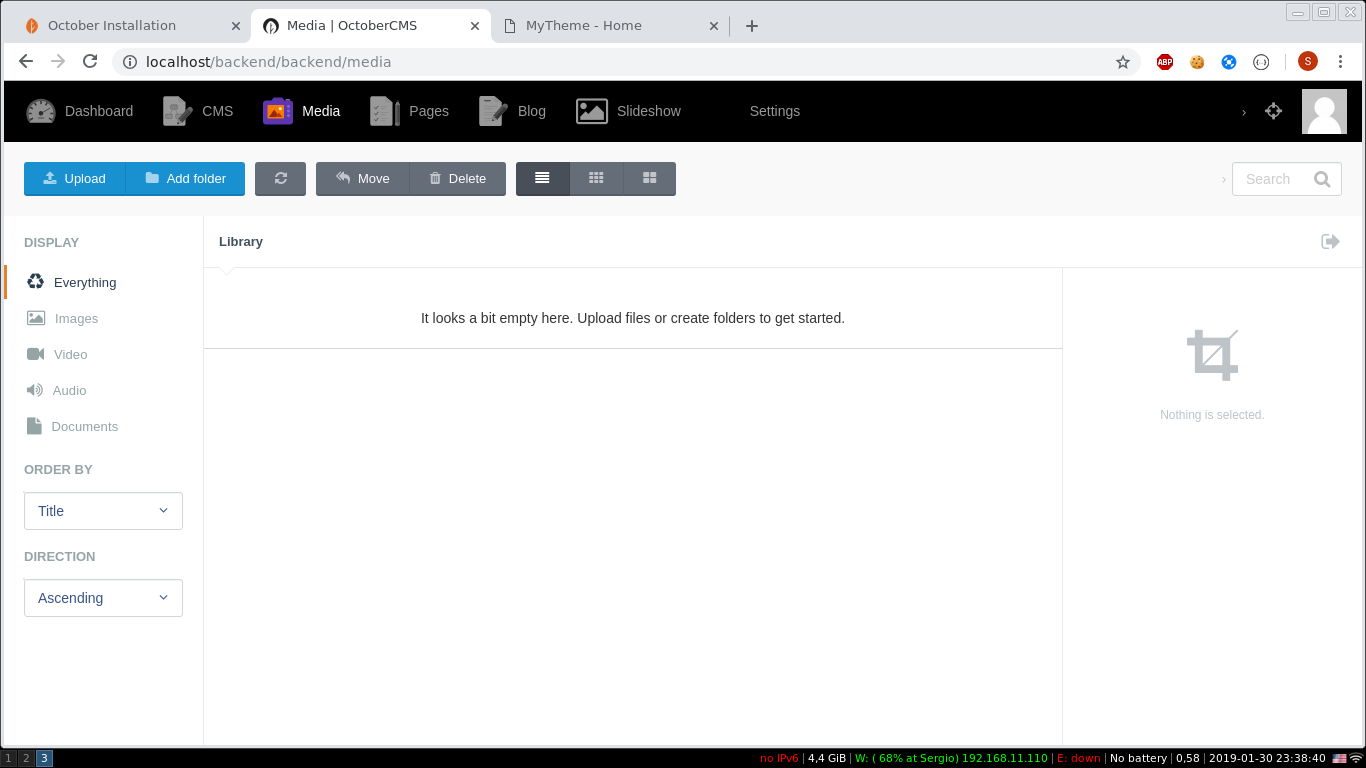 October Installation
Media | OctoberCMS
MyTheme - Home
localhost/backend/backend/media
ABP
S
Dashboard
CMS
Media
Pages
Blog
Slideshow
Settings
Upload
Add folder
Move
Delete
Search
DISPLAY
Library
Everything
Images
It looks a bit empty here. Upload files or create folders to get started.
Video
Audio
Nothing is selected.
Documents
ORDER BY
Title
DIRECTION
Ascending
1 2 3
no IPv6 | 4,4 GiB | W: ( 68% at Sergio) 192.168.11.110 | E: down | No battery | 0,58 | 2019-01-30 23:38:40